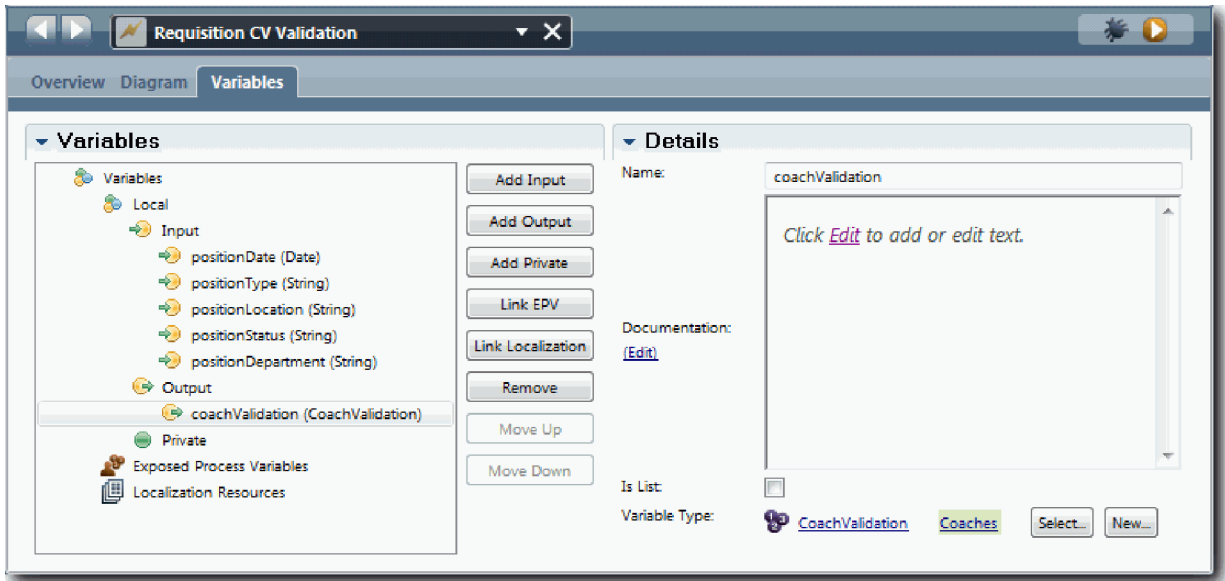 Requisition CV Validation
Overview Diagram Variables
Variables
Variables
Local
Input
positionDate (Date)
positionType (String)
positionLocation (String)
positionStatus (String)
positionDepartment (String)
Output
coachValidation (CoachValidation)
Private
Exposed Process Variables
Localization Resources
Add Input
Add Output
Add Private
Link EPV
Link Localization
Remove
Move Up
Move Down
Details
Name: coachValidation
Click Edit to add or edit text.
Documentation:
(Edit)
Is List:
Variable Type: CoachValidation Coaches Select... New...